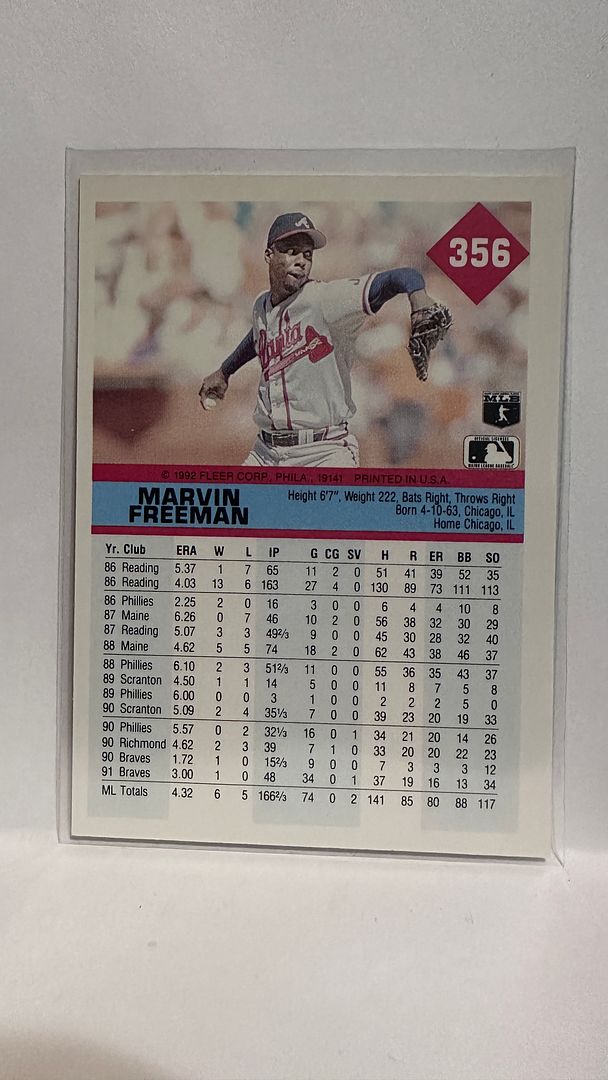 A
356
Atlanta
MLB
OFFICIAL LICENSEE
MAJOR LEAGUE BASEBALL
© 1992 FLEER CORP., PHILA., 19141 PRINTED IN U.S.A.
MARVIN
FREEMAN
Height 6'7", Weight 222, Bats Right, Throws Right
Born 4-10-63, Chicago, IL
Home Chicago, IL
Yr. Club ERA W L IP G CG SV H R ER BB SO
86 Reading 5.37 1 7 65 11 2 0 51 41 39 52 35
86 Reading 4.03 13 6 163 27 4 0 130 89 73 111 113
86 Phillies 2.25 2 0 16 3 0 0 6 4 4 10 8
87 Maine 6.26 0 7 46 10 2 0 56 38 32 30 29
87 Reading 5.07 3 3 49⅔ 9 0 0 45 30 28 32 40
88 Maine 4.62 5 5 74 18 2 0 62 43 38 46 37
88 Phillies 6.10 2 3 51⅔ 11 0 0 55 36 35 43 37
89 Scranton 4.50 1 1 14 5 0 0 11 8 7 5 8
89 Phillies 6.00 0 0 3 1 0 0 2 2 2 5 0
90 Scranton 5.09 2 4 35⅓ 7 0 0 39 23 20 19 33
90 Phillies 5.57 0 2 32⅓ 16 0 1 34 21 20 14 26
90 Richmond 4.62 2 3 39 7 1 0 33 20 20 22 23
90 Braves 1.72 1 0 15⅔ 9 0 0 7 3 3 3 12
91 Braves 3.00 1 0 48 34 0 1 37 19 16 13 34
ML Totals 4.32 6 5 166⅔ 74 0 2 141 85 80 88 117